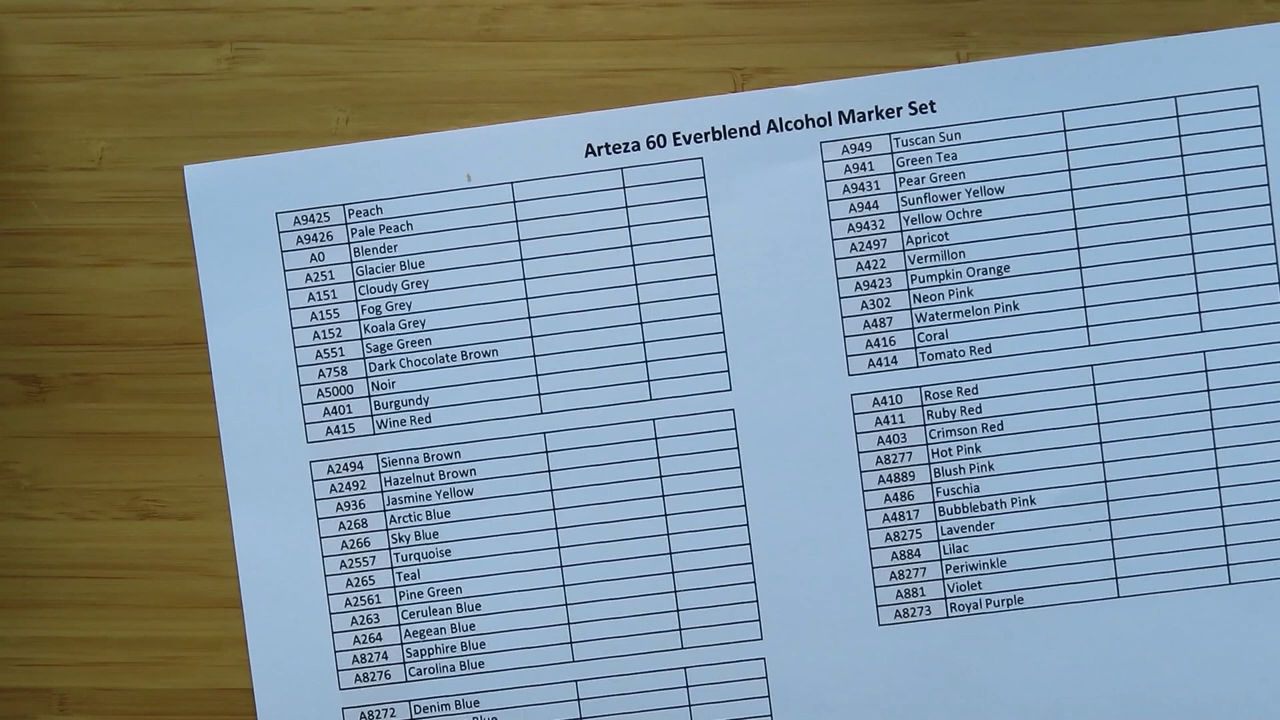 Arteza 60 Everblend Alcohol Marker Set
A9425 Peach
A9426 Pale Peach
A0 Blender
A251 Glacier Blue
A151 Cloudy Grey
A155 Fog Grey
A152 Koala Grey
A551 Sage Green
A758 Dark Chocolate Brown
A5000 Noir
A401 Burgundy
A415 Wine Red
A2494 Sienna Brown
A2492 Hazelnut Brown
A936 Jasmine Yellow
A268 Arctic Blue
A266 Sky Blue
A2557 Turquoise
A265 Teal
A2561 Pine Green
A263 Cerulean Blue
A264 Aegean Blue
A8274 Sapphire Blue
A8276 Carolina Blue
A8272 Denim Blue
Blue
A949 Tuscan Sun
A941 Green Tea
A9431 Pear Green
A944 Sunflower Yellow
A9432 Yellow Ochre
A2497 Apricot
A422 Vermillon
A9423 Pumpkin Orange
A302 Neon Pink
A487 Watermelon Pink
A416 Coral
A414 Tomato Red
A410 Rose Red
A411 Ruby Red
A403 Crimson Red
A8277 Hot Pink
A4889 Blush Pink
A486 Fuschia
A4817 Bubblebath Pink
A8275 Lavender
A884 Lilac
A8277 Periwinkle
A881 Violet
A8273 Royal Purple